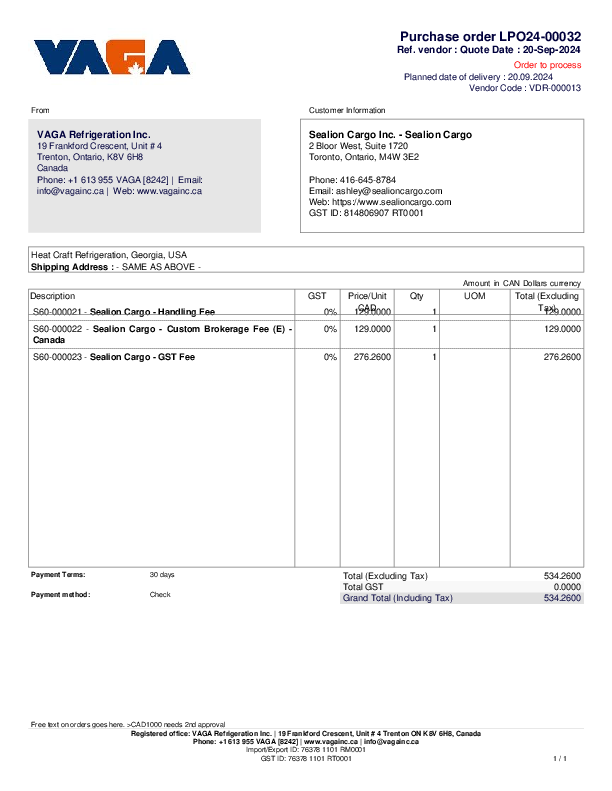 VAGA
Purchase order LPO24-00032
Ref. vendor : Quote Date : 20-Sep-2024
Order to process
Planned date of delivery : 20.09.2024
Vendor Code : VDR-000013
From
Customer Information
VAGA Refrigeration Inc.
19 Frankford Crescent, Unit # 4
Trenton, Ontario, K8V 6H8
Canada
Phone: +1 613 955 VAGA [8242] | Email:
info@vagainc.ca | Web: www.vagainc.ca
Sealion Cargo Inc. - Sealion Cargo
2 Bloor West, Suite 1720
Toronto, Ontario, M4W 3E2
Phone: 416-645-8784
Email: ashley@sealioncargo.com
Web: https://www.sealioncargo.com
GST ID: 814806907 RT0001
Heat Craft Refrigeration, Georgia, USA
Shipping Address : - SAME AS ABOVE -
Amount in CAN Dollars currency
Description GST Price/Unit CAD Qty UOM Total (Excluding Tax)
S60-000021 - Sealion Cargo - Handling Fee 0% 129.0000 1 129.0000
S60-000022 - Sealion Cargo - Custom Brokerage Fee (E) - 0% 129.0000 1 129.0000
Canada
S60-000023 - Sealion Cargo - GST Fee 0% 276.2600 1 276.2600
Payment Terms: 30 days
Payment method: Check
Total (Excluding Tax) 534.2600
Total GST 0.0000
Grand Total (Including Tax) 534.2600
Free text on orders goes here. >CAD1000 needs 2nd approval
Registered office: VAGA Refrigeration Inc. | 19 Frankford Crescent, Unit # 4 Trenton ON K8V 6H8, Canada
Phone: +1 613 955 VAGA [8242] | www.vagainc.ca | info@vagainc.ca
Import/Export ID: 76378 1101 RM0001
GST ID: 76378 1101 RT0001
1 / 1